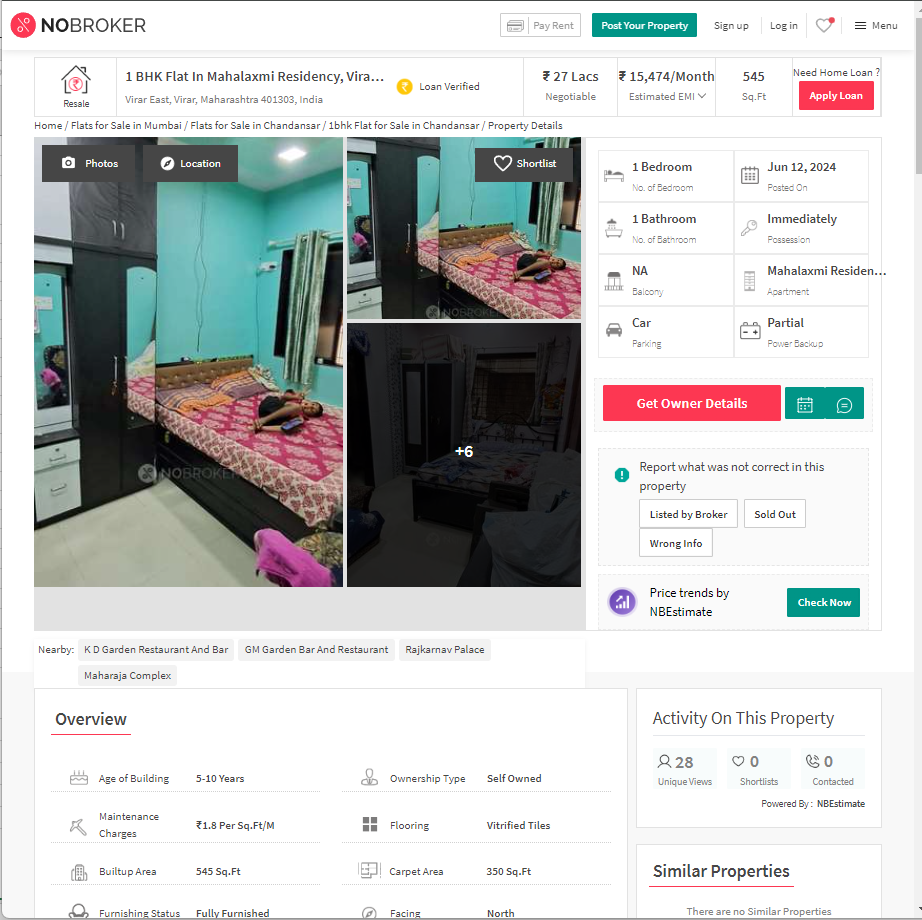 NOBROKER
Pay Rent
Post Your Property
Sign up
Log in
Menu
Resale
1 BHK Flat In Mahalaxmi Residency, Vira...
Virar East, Virar, Maharashtra 401303, India
₹ Loan Verified
₹ 27 Lacs
Negotiable
₹ 15,474/Month
Estimated EMI
545
Sq.Ft
Need Home Loan ?
Apply Loan
Home / Flats for Sale in Mumbai / Flats for Sale in Chandansar / 1bhk Flat for Sale in Chandansar / Property Details
Photos
Location
Shortlist
NOBROKER
NOBROKER
+6
1 Bedroom
No. of Bedroom
Jun 12, 2024
Posted On
1 Bathroom
No. of Bathroom
Immediately
Possession
NA
Balcony
Mahalaxmi Residen...
Apartment
Car
Parking
Partial
Power Backup
Get Owner Details
Report what was not correct in this
property
Listed by Broker
Sold Out
Wrong Info
Price trends by
NBEstimate
Check Now
Nearby:
K D Garden Restaurant And Bar
GM Garden Bar And Restaurant
Rajkarnav Palace
Maharaja Complex
Overview
Age of Building
5-10 Years
Ownership Type
Self Owned
Maintenance
Charges
₹1.8 Per Sq.Ft/M
Flooring
Vitrified Tiles
Builtup Area
545 Sq.Ft
Carpet Area
350 Sq.Ft
Furnishing Status
Fully Furnished
Facing
North
Activity On This Property
28
Unique Views
0
Shortlists
0
Contacted
Powered By : NBEstimate
Similar Properties
There are no Similar Properties